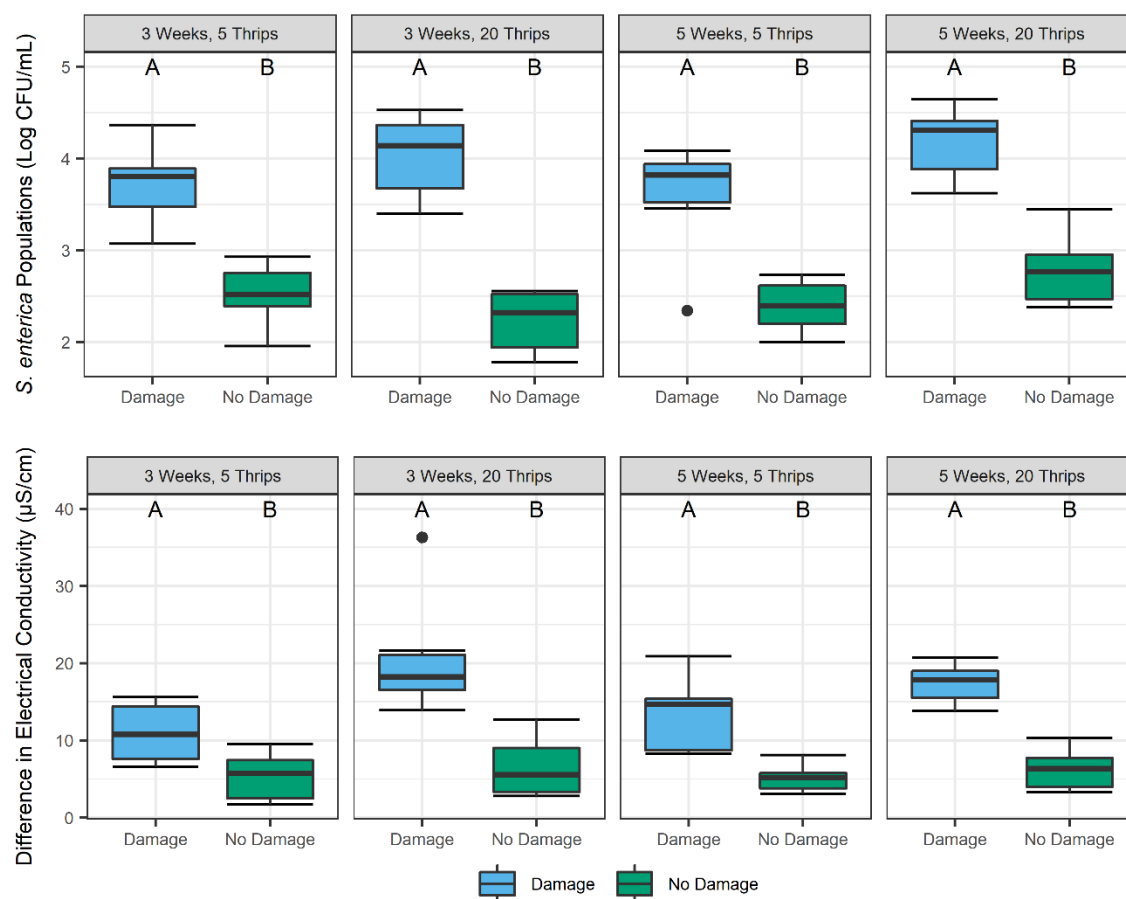 3 Weeks, 5 Thrips
3 Weeks, 20 Thrips
5 Weeks, 5 Thrips
5 Weeks, 20 Thrips
A B A B A B A B
S. enterica Populations (Log CFU/mL)
5
4
3
2
Damage No Damage Damage No Damage Damage No Damage Damage No Damage
3 Weeks, 5 Thrips
3 Weeks, 20 Thrips
5 Weeks, 5 Thrips
5 Weeks, 20 Thrips
A B A B A B A B
Difference in Electrical Conductivity (µS/cm)
40
30
20
10
0
Damage No Damage Damage No Damage Damage No Damage Damage No Damage
Damage No Damage